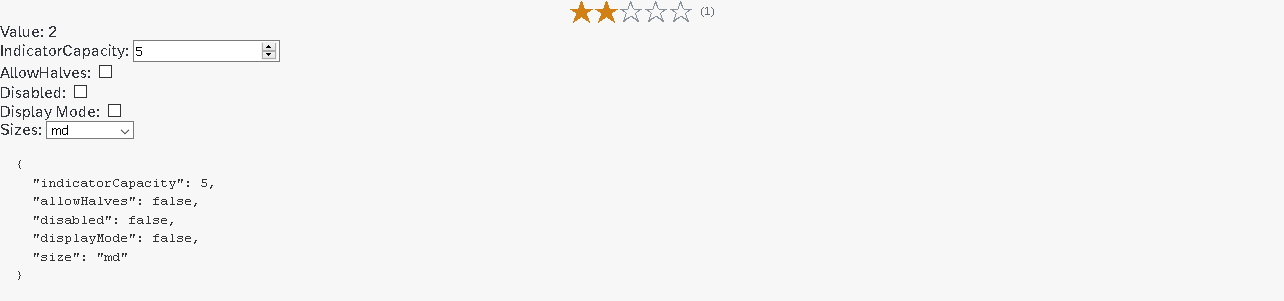 (1)
Value: 2
IndicatorCapacity: 5
AllowHalves:
Disabled:
Display Mode:
Sizes: md
{
"indicatorCapacity": 5,
"allowHalves": false,
"disabled": false,
"displayMode": false,
"size": "md"
}